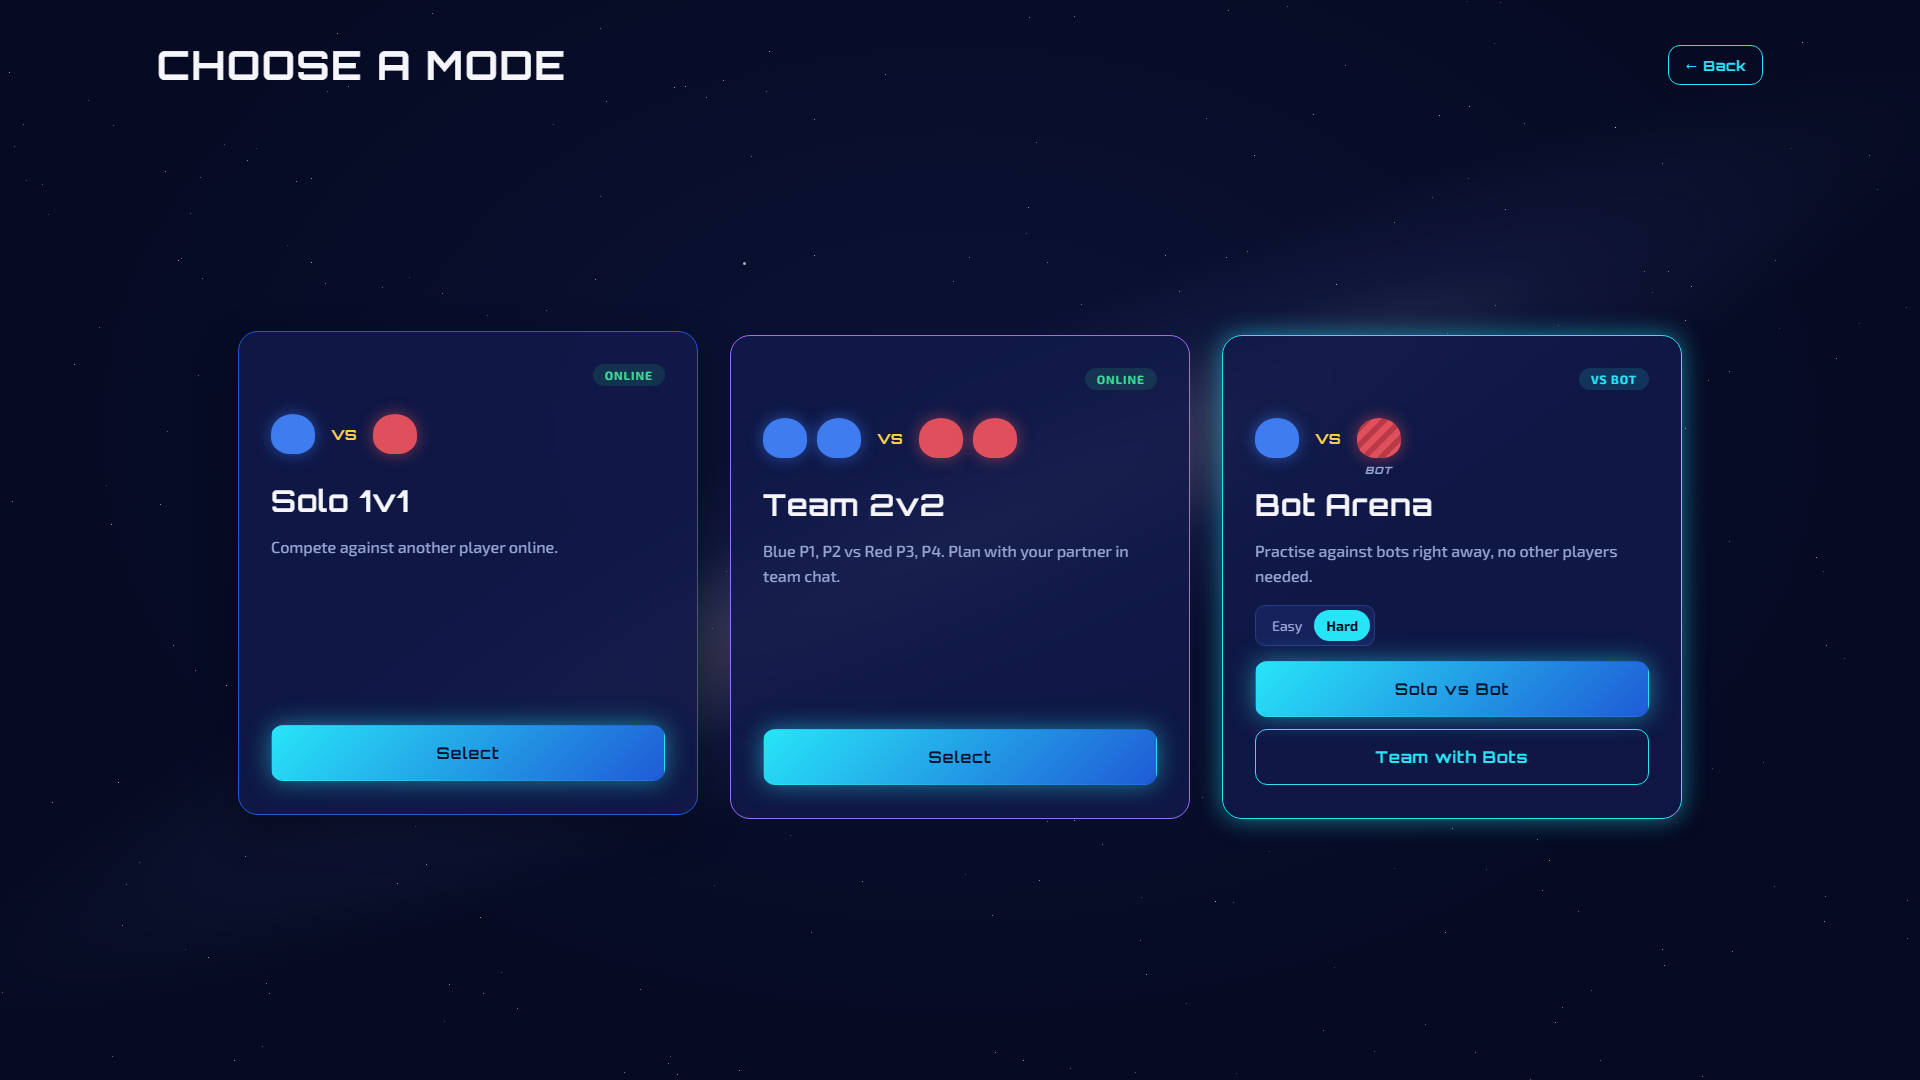 CHOOSE A MODE
← Back
ONLINE
VS
Solo 1v1
Compete against another player online.
Select
ONLINE
VS
Team 2v2
Blue P1, P2 vs Red P3, P4. Plan with your partner in
team chat.
Select
VS BOT
VS
BOT
Bot Arena
Practise against bots right away, no other players
needed.
Easy Hard
Solo vs Bot
Team with Bots